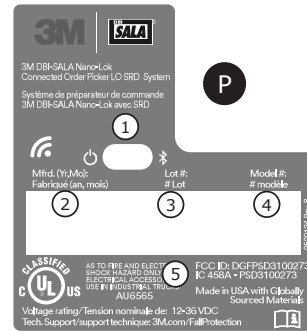 3M DBI SALA
3M DBI-SALA Nano-Lok
Connected Order Picker LO SRD System
Système de préparateur de commande
3M DBI-SALA Nano-Lok avec SRD
P
1
Mfrd. (Yr,Mo): Lot #: Model#:
Fabriqué (an, mois) # Lot # modèle
2 3 4
CLASSIFIED
C UL US
AS TO FIRE AND ELECT
SHOCK HAZARD ONLY
ELECTRICAL ACCESSO
USE IN INDUSTRIAL TRUCKS
AU6565
5
FCC ID: DGFPSD3100273
IC 458A - PSD3100273
Made in USA with Globally
Sourced Materials
Voltage rating/Tension nominale de: 12-36 VDC
Tech. Support/support technique: 3M.com/FallProtection